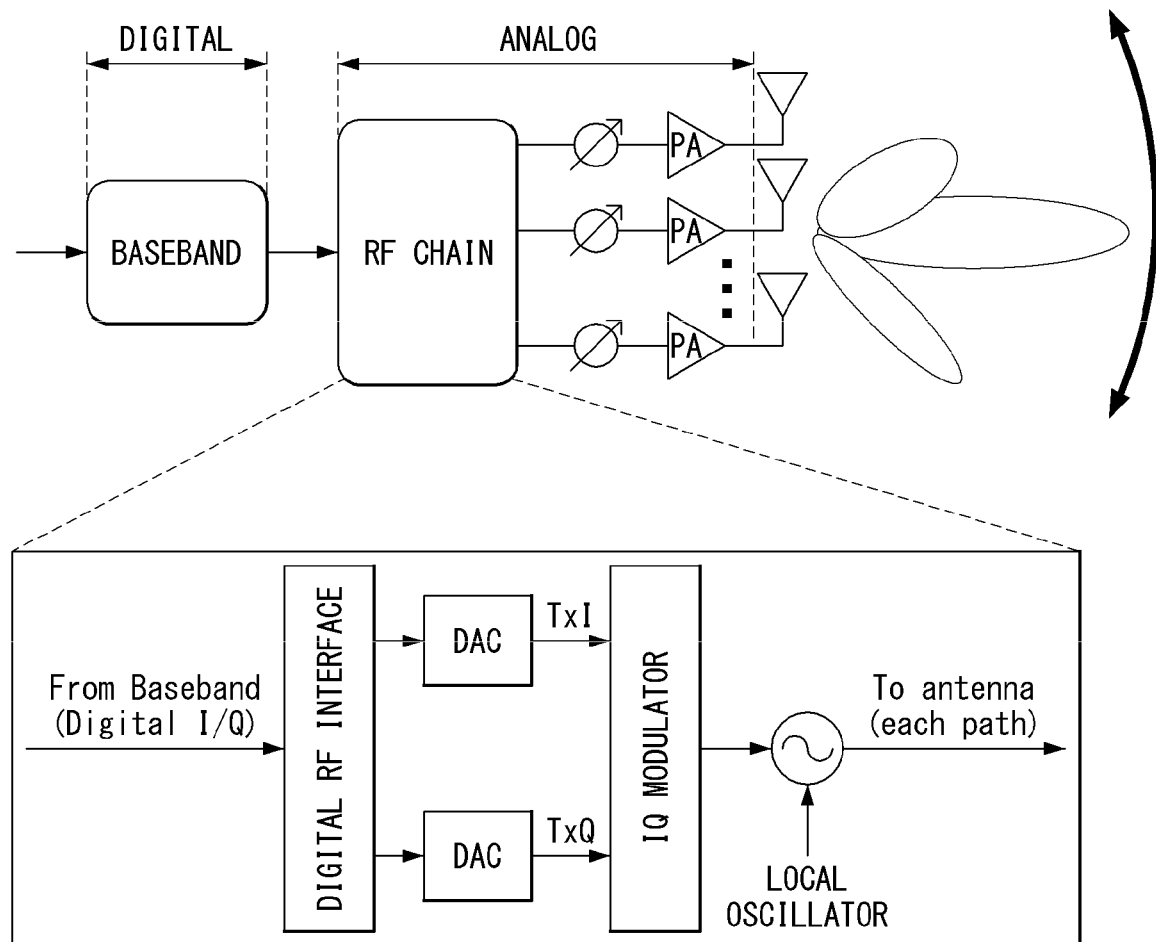 DIGITAL
ANALOG
BASEBAND
RF CHAIN
PA
PA
PA
From Baseband
(Digital I/Q)
DIGITAL RF INTERFACE
DAC
TxI
DAC
TxQ
IQ MODULATOR
To antenna
(each path)
LOCAL
OSCILLATOR